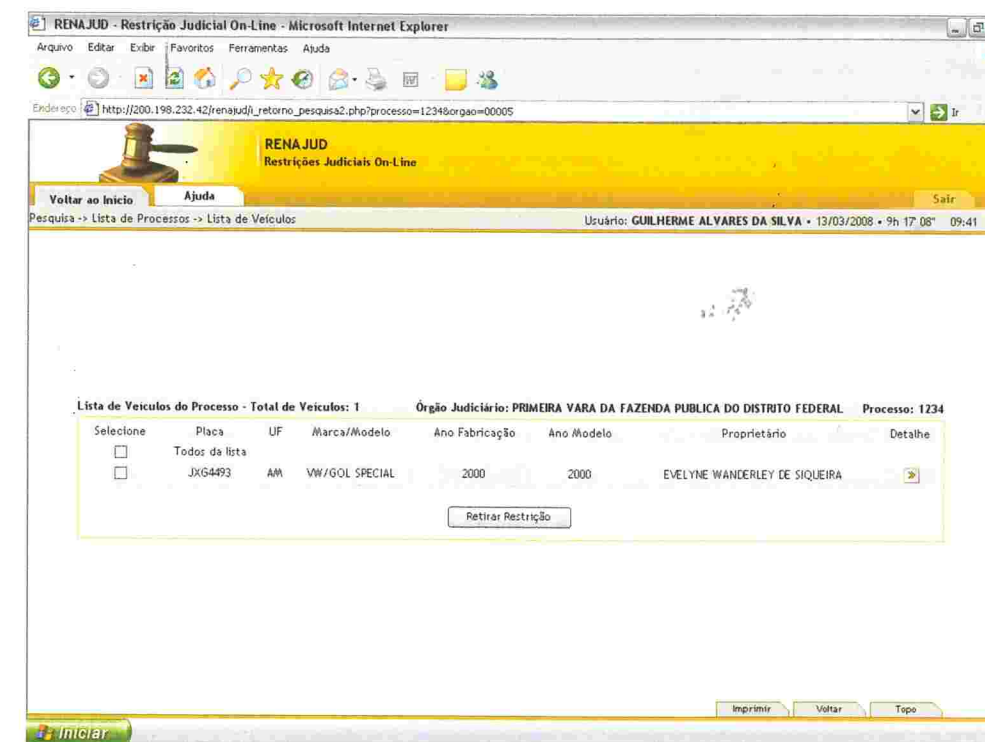 RENAJUD - Restrição Judicial On-Line - Microsoft Internet Explorer
Arquivo Editar Exibir Favoritos Ferramentas Ajuda
Endereço http://200.198.232.42/renajud/i_retorno_pesquisa2.php?processo=1234&orgao=00005 Ir
RENAJUD
Restrições Judiciais On-Line
Voltar ao Início Ajuda Sair
Pesquisa -> Lista de Processos -> Lista de Veículos Usuário: GUILHERME ALVARES DA SILVA • 13/03/2008 • 9h 17' 08" 09:41
Lista de Veículos do Processo - Total de Veículos: 1 Órgão Judiciário: PRIMEIRA VARA DA FAZENDA PUBLICA DO DISTRITO FEDERAL Processo: 1234
Selecione Placa UF Marca/Modelo Ano Fabricação Ano Modelo Proprietário Detalhe
Todos da lista
JXG4493 AM VW/GOL SPECIAL 2000 2000 EVELYNE WANDERLEY DE SIQUEIRA »
Retirar Restrição
Imprimir Voltar Topo
Iniciar